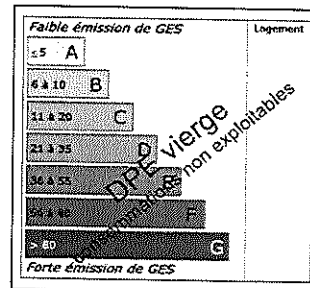 Faible émission de GES
Logement
≤5 A
6 à 10 B
11 à 20 C
21 à 35 D
36 à 55 E
56 à 80 F
> 80 G
DPE vierge
consommations non exploitables
Forte émission de GES